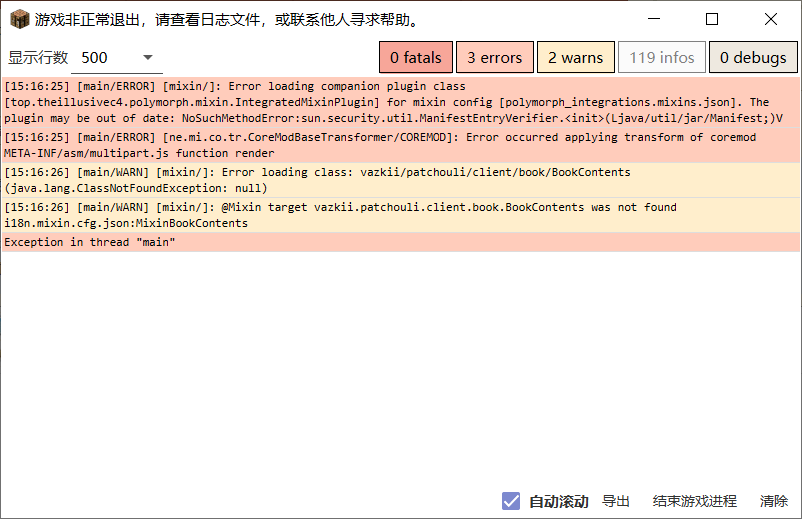 游戏非正常退出，请查看日志文件，或联系他人寻求帮助。
显示行数 500 0 fatals 3 errors 2 warns 119 infos 0 debugs
[15:16:25] [main/ERROR] [mixin/]: Error loading companion plugin class
[top.theillusivec4.polymorph.mixin.IntegratedMixinPlugin] for mixin config [polymorph_integrations.mixins.json]. The
plugin may be out of date: NoSuchMethodError:sun.security.util.ManifestEntryVerifier.<init>(Ljava/util/jar/Manifest;)V
[15:16:25] [main/ERROR] [ne.mi.co.tr.CoreModBaseTransformer/COREMOD]: Error occurred applying transform of coremod
META-INF/asm/multipart.js function render
[15:16:26] [main/WARN] [mixin/]: Error loading class: vazkii/patchouli/client/book/BookContents
(java.lang.ClassNotFoundException: null)
[15:16:26] [main/WARN] [mixin/]: @Mixin target vazkii.patchouli.client.book.BookContents was not found
i18n.mixin.cfg.json:MixinBookContents
Exception in thread "main"
自动滚动 导出 结束游戏进程 清除